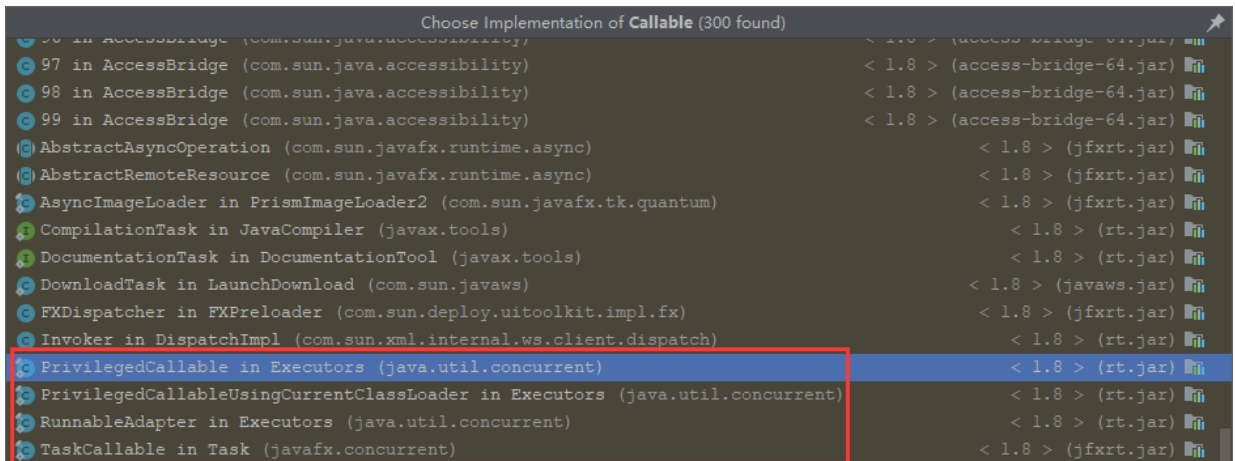 Choose Implementation of Callable (300 found)
97 in AccessBridge (com.sun.java.accessibility) < 1.8 > (access-bridge-64.jar)
98 in AccessBridge (com.sun.java.accessibility) < 1.8 > (access-bridge-64.jar)
99 in AccessBridge (com.sun.java.accessibility) < 1.8 > (access-bridge-64.jar)
AbstractAsyncOperation (com.sun.javafx.runtime.async) < 1.8 > (jfxrt.jar)
AbstractRemoteResource (com.sun.javafx.runtime.async) < 1.8 > (jfxrt.jar)
AsyncImageLoader in PrismImageLoader2 (com.sun.javafx.tk.quantum) < 1.8 > (jfxrt.jar)
CompilationTask in JavaCompiler (javax.tools) < 1.8 > (rt.jar)
DocumentationTask in DocumentationTool (javax.tools) < 1.8 > (rt.jar)
DownloadTask in LaunchDownload (com.sun.javaws) < 1.8 > (javaws.jar)
FXDispatcher in FXPreloader (com.sun.deploy.uitoolkit.impl.fx) < 1.8 > (jfxrt.jar)
Invoker in DispatchImpl (com.sun.xml.internal.ws.client.dispatch) < 1.8 > (rt.jar)
PrivilegedCallable in Executors (java.util.concurrent) < 1.8 > (rt.jar)
PrivilegedCallableUsingCurrentClassLoader in Executors (java.util.concurrent) < 1.8 > (rt.jar)
RunnableAdapter in Executors (java.util.concurrent) < 1.8 > (rt.jar)
TaskCallable in Task (javafx.concurrent) < 1.8 > (jfxrt.jar)